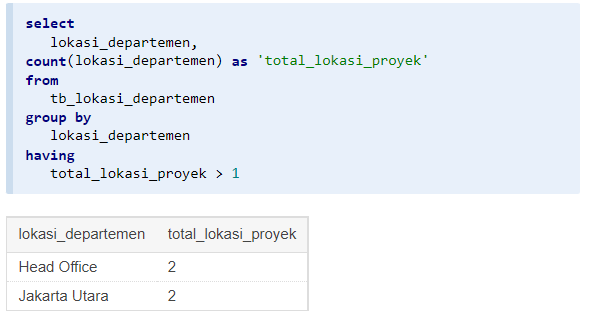 select
lokasi_departemen,
count(lokasi_departemen) as 'total_lokasi_proyek'
from
tb_lokasi_departemen
group by
lokasi_departemen
having
total_lokasi_proyek > 1
lokasi_departemen total_lokasi_proyek
Head Office 2
Jakarta Utara 2